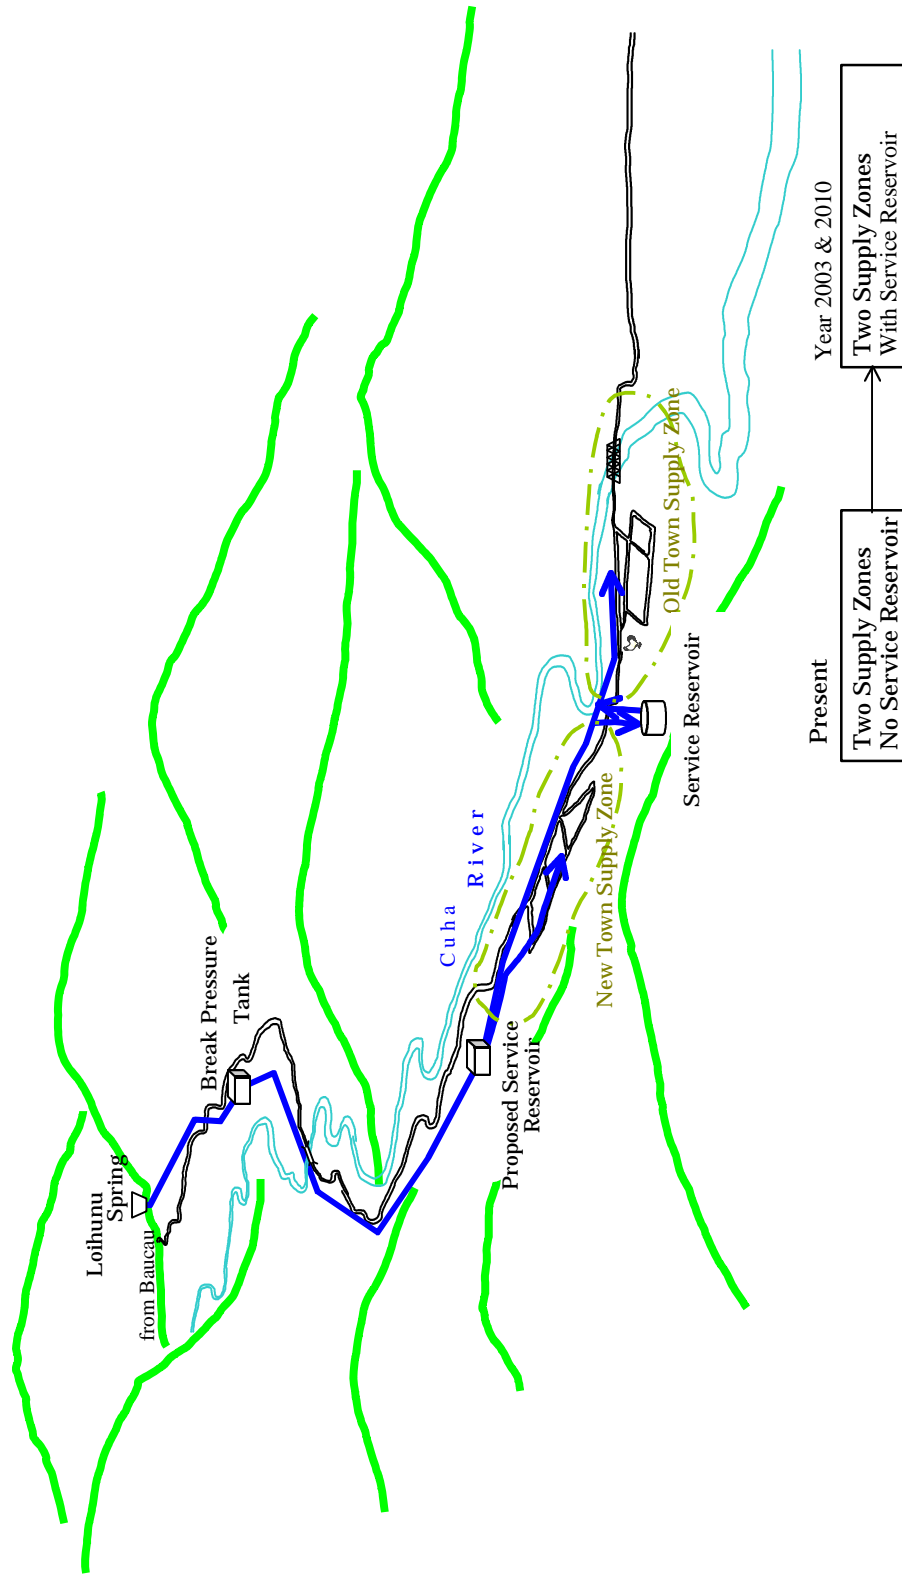 Loihunu
Spring
from Baucau
Break Pressure
Tank
Cuha
River
Proposed Service
Reservoir
New Town Supply Zone
Old Town Supply Zone
Service Reservoir
Present
Two Supply Zones
No Service Reservoir
Year 2003 & 2010
Two Supply Zones
With Service Reservoir